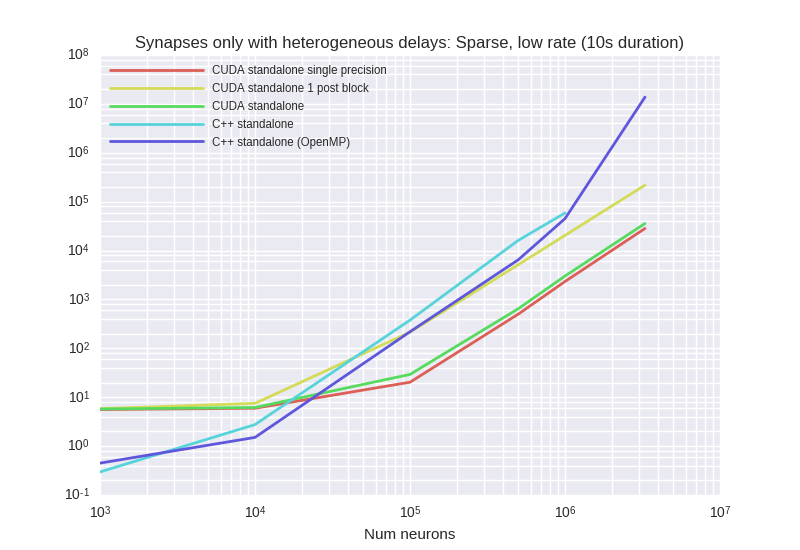 Synapses only with heterogeneous delays: Sparse, low rate (10s duration)
10⁸
10⁷
10⁶
10⁵
10⁴
10³
10²
10¹
10⁰
10⁻¹
CUDA standalone single precision
CUDA standalone 1 post block
CUDA standalone
C++ standalone
C++ standalone (OpenMP)
10³ 10⁴ 10⁵ 10⁶ 10⁷
Num neurons